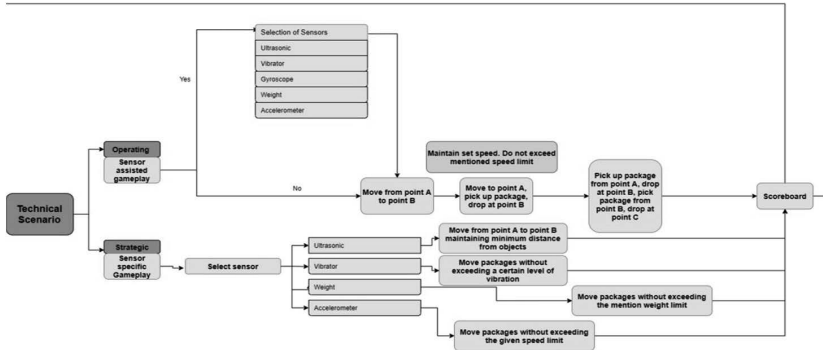 Selection of Sensors
Ultrasonic
Vibrator
Gyroscope
Weight
Accelerometer
Yes
Operating
Sensor
assisted
gameplay
Maintain set speed. Do not exceed
mentioned speed limit
No
Move from point A
to point B
Move to point A,
pick up package,
drop at point B
Pick up package
from point A, drop
at point B, pick
package from
point B, drop at
point C
Scoreboard
Technical
Scenario
Strategic
Sensor
specific
Gameplay
Select sensor
Ultrasonic
Vibrator
Weight
Accelerometer
Move from point A to point B
maintaining minimum distance
from objects
Move packages without
exceeding a certain level of
vibration
Move packages without exceeding
the mention weight limit
Move packages without exceeding
the given speed limit